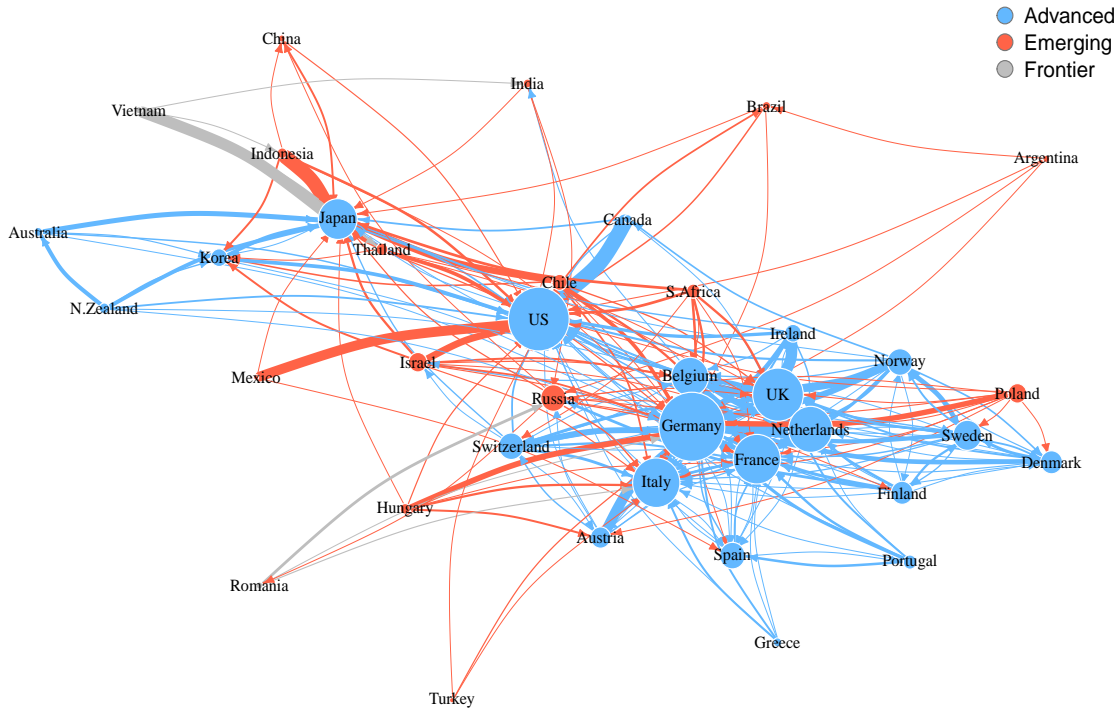 Advanced
Emerging
Frontier
China
India
Vietnam
Brazil
Indonesia
Argentina
Japan
Canada
Australia
Thailand
Korea
Chile
S.Africa
N.Zealand
US
Ireland
Israel
Norway
Mexico
Belgium
Poland
Russia
UK
Germany
Netherlands
Sweden
Switzerland
France
Denmark
Italy
Finland
Hungary
Austria
Spain
Portugal
Romania
Greece
Turkey